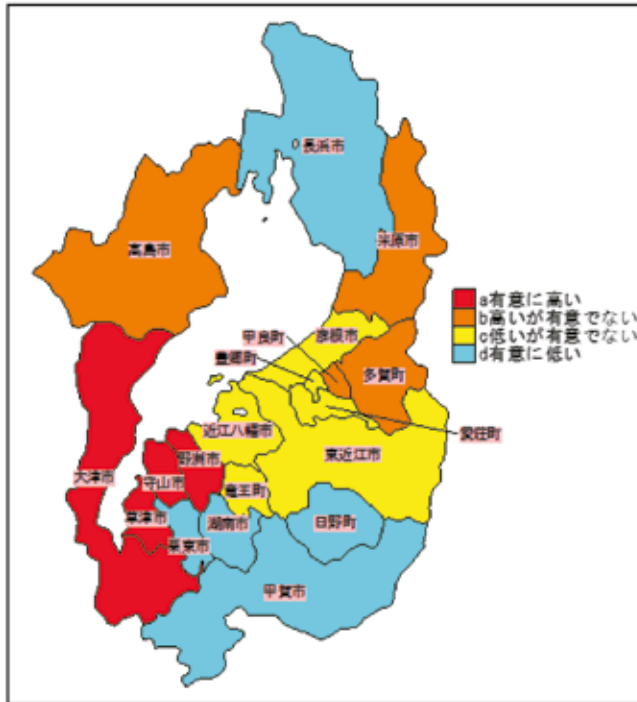 長浜市
高島市
米原市
a有意に高い
b高いが有意でない
c低いが有意でない
d有意に低い
甲良町
彦根市
豊郷町
多賀町
近江八幡市
愛荘町
野洲市
東近江市
大津市
守山市
竜王町
草津市
湖南市
日野町
栗東市
甲賀市